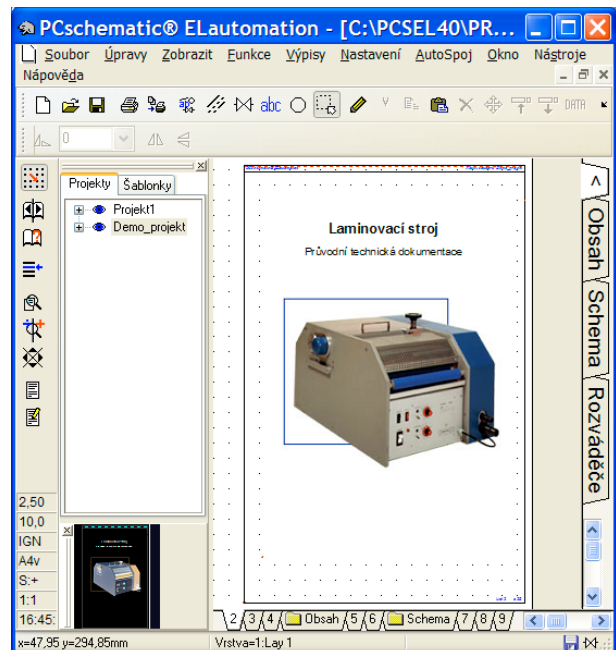 PCschematic® ELautomation - [C:\PCSEL40\PR...
Soubor Úpravy Zobrazit Funkce Výpisy Nastavení AutoSpoj Okno Nástroje
Nápověda
abc
DATA
0
Projekty Šablonky
Projekt1
Demo_projekt
Laminovací stroj
Průvodní technická dokumentace
< Obsah Schema Rozváděče
2,50
10,0
IGN
A4v
S:+
1:1
16:45:
2 3 4 Obsah 5 6 Schema 7 8 9
x=47,95 y=294,85mm Vrstva=1:Lay 1